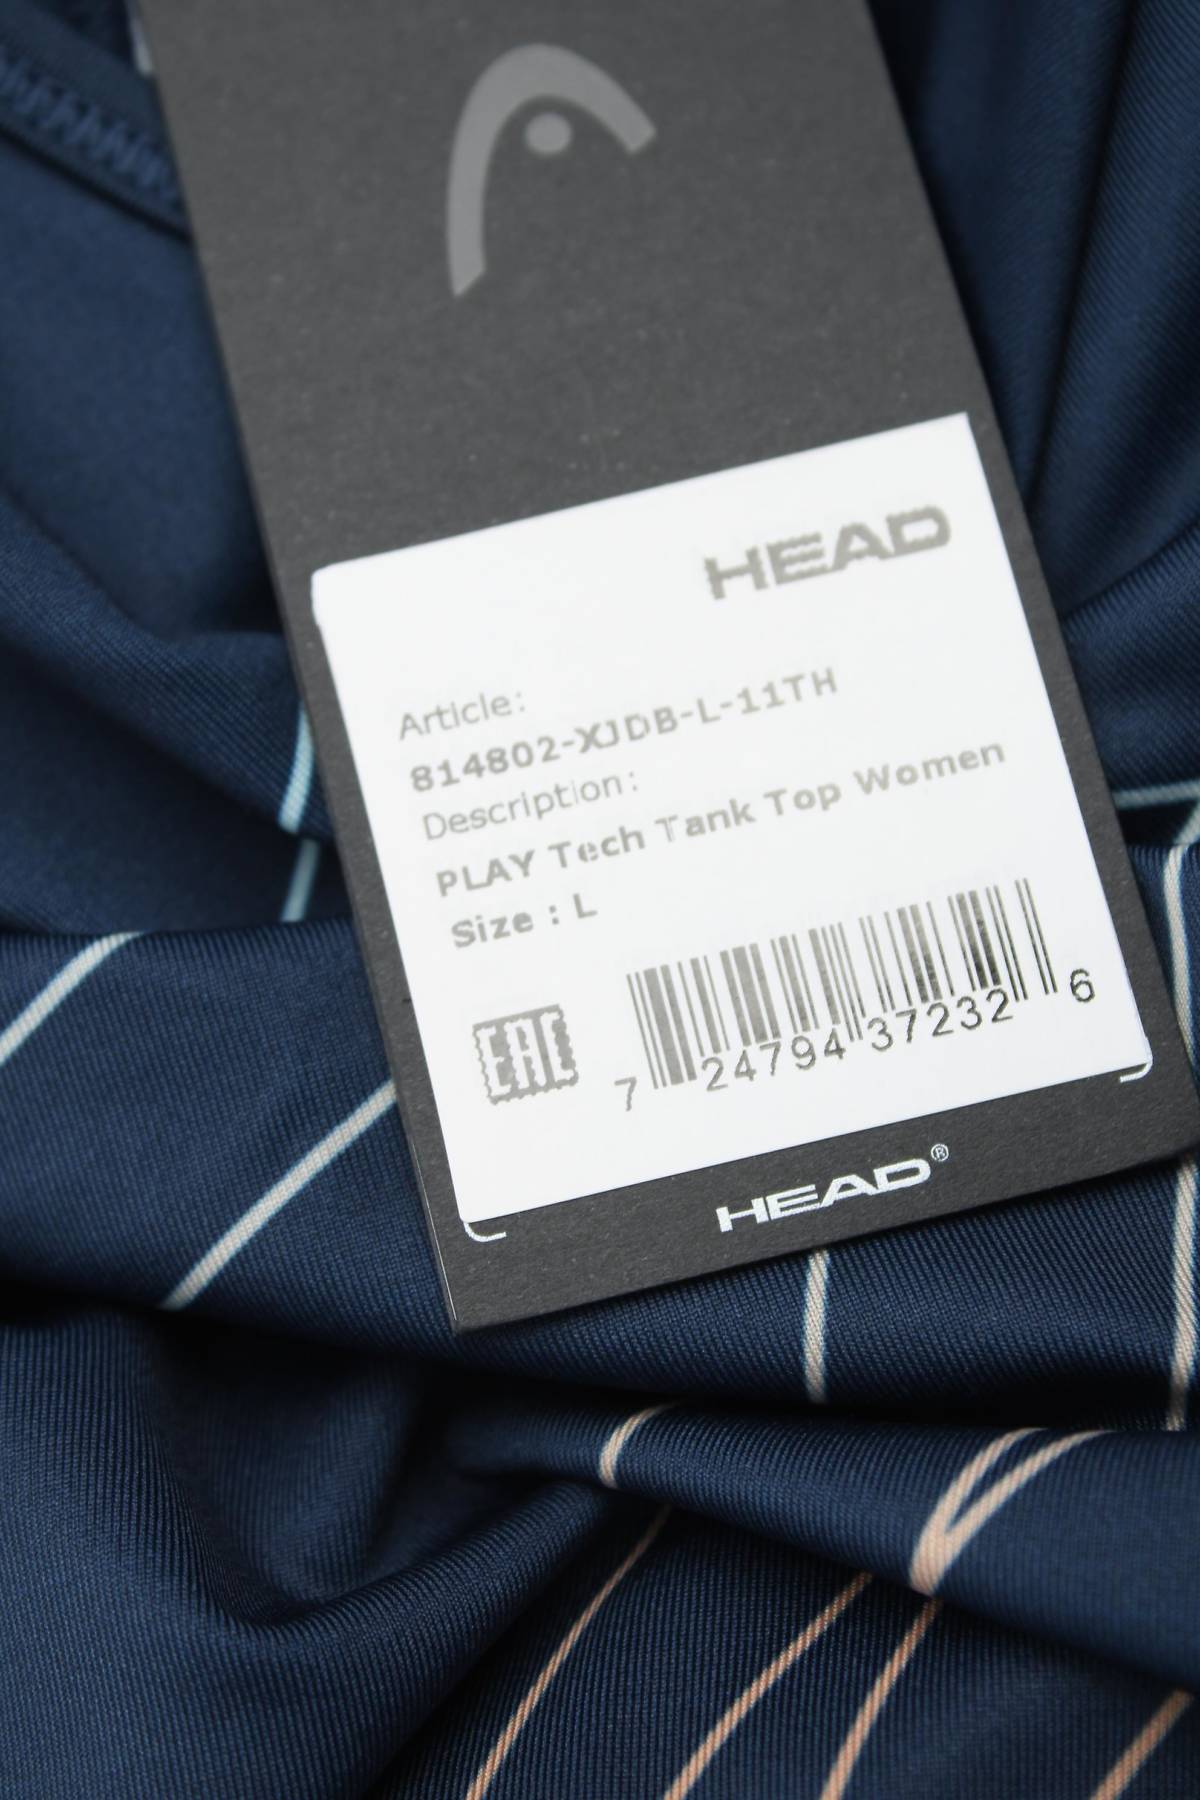 HEAD
Article:
814802-XJDB-L-11TH
Description:
PLAY Tech Tank Top Women
Size : L
EAC
7 24794 37232 6
HEAD®